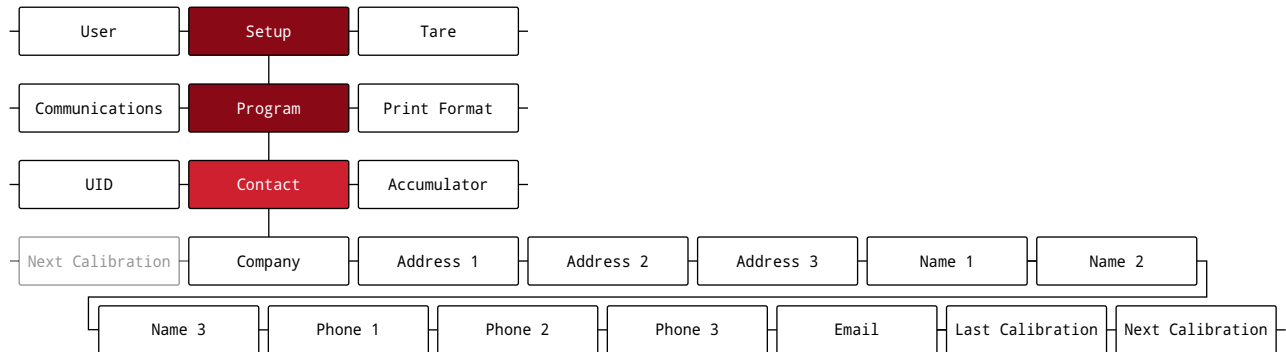 User Setup Tare
Communications Program Print Format
UID Contact Accumulator
Next Calibration Company Address 1 Address 2 Address 3 Name 1 Name 2
Name 3 Phone 1 Phone 2 Phone 3 Email Last Calibration Next Calibration